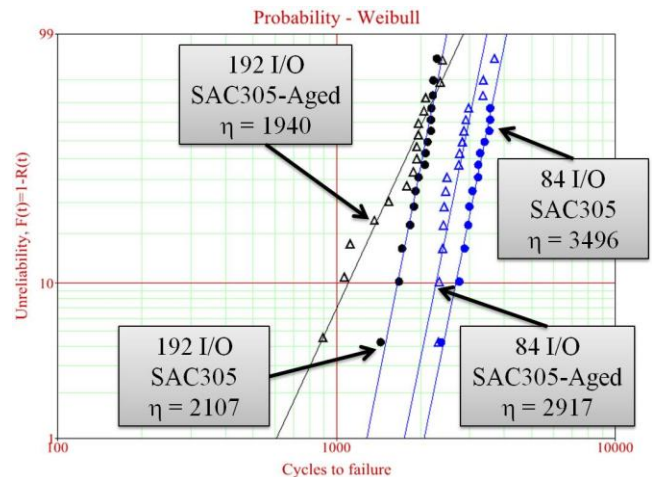 Probability - Weibull
99
192 I/O
SAC305-Aged
η = 1940
84 I/O
SAC305
η = 3496
Unreliability, F(t)=1-R(t)
10
192 I/O
SAC305
η = 2107
84 I/O
SAC305-Aged
η = 2917
1
100
1000
10000
Cycles to failure